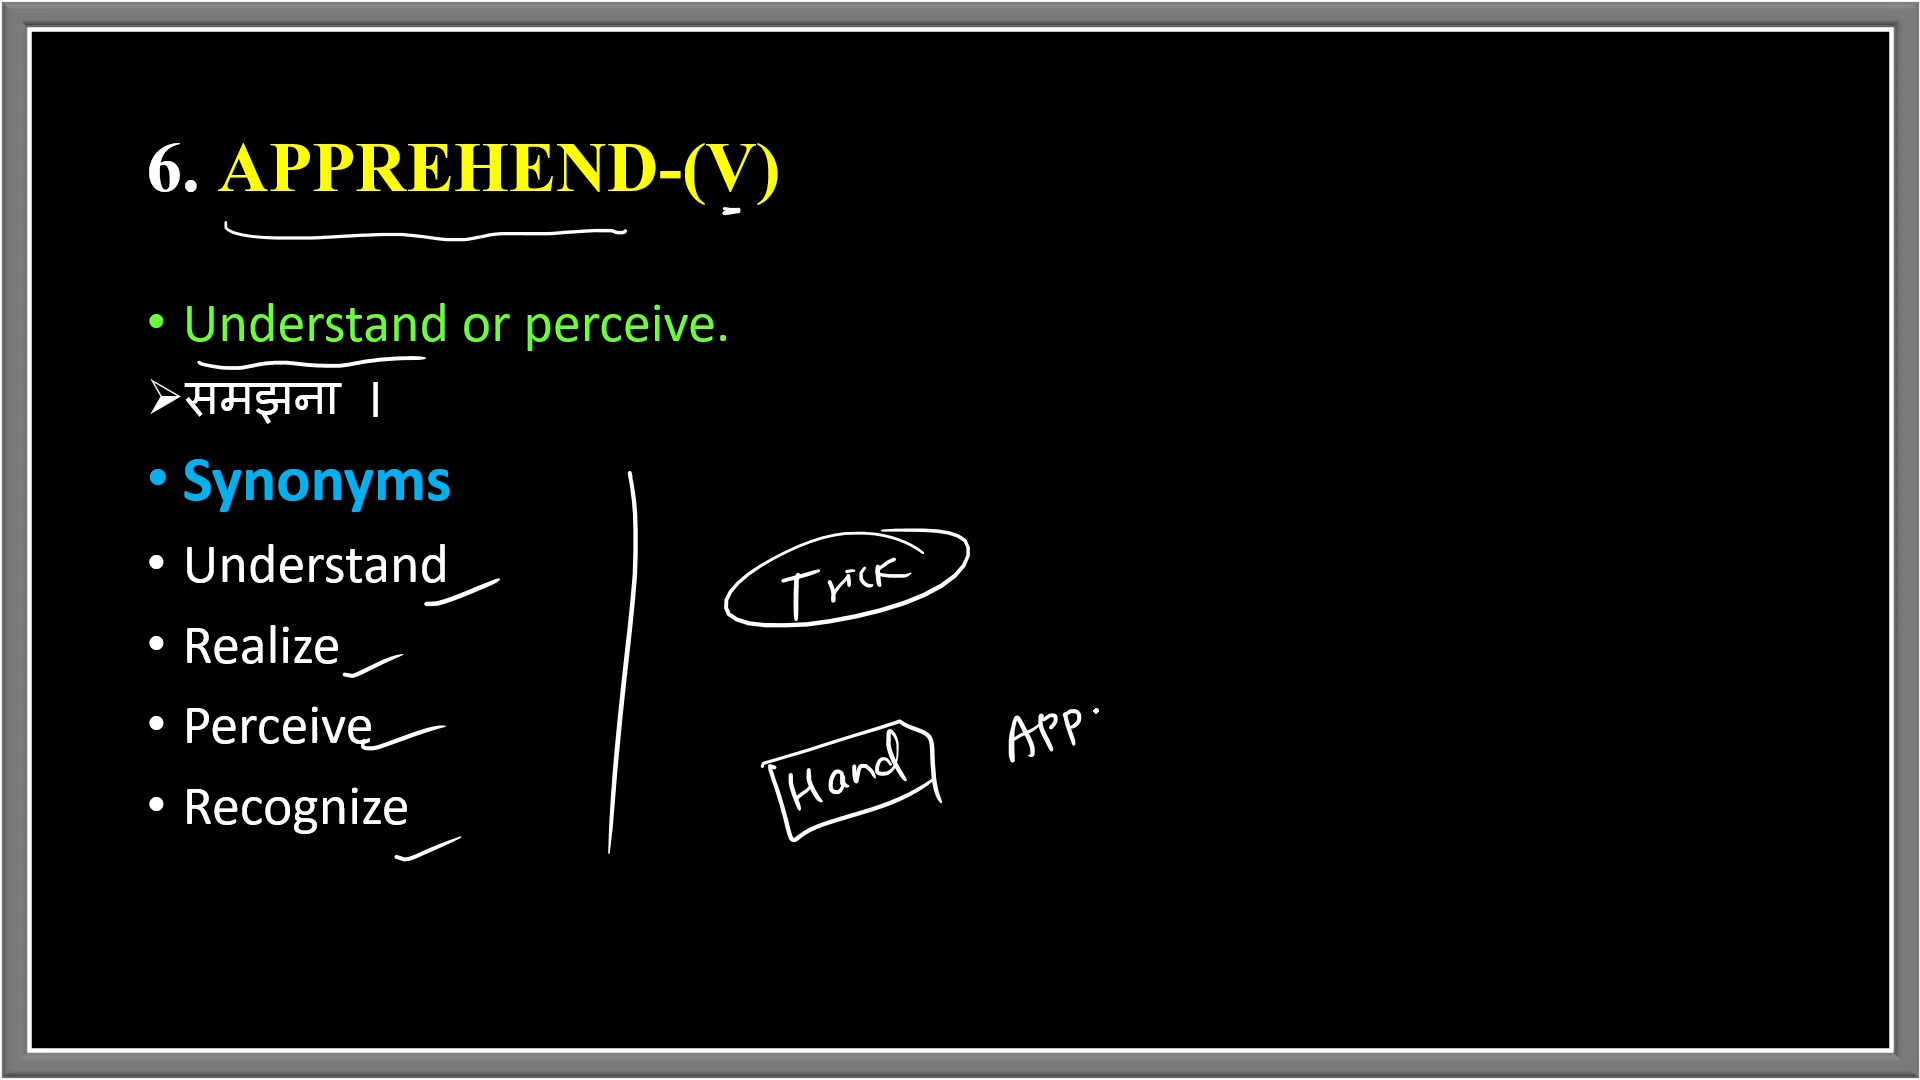 6. APPREHEND-(V)
• Understand or perceive.
➢समझना ।
• Synonyms
• Understand
• Realize
• Perceive
• Recognize
Trick
Hand
APP.